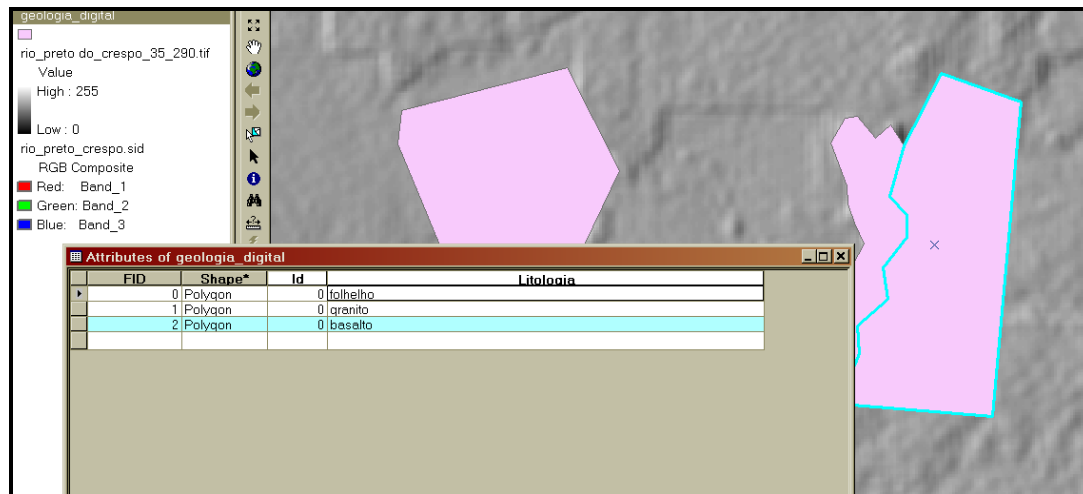 geologia_digital
rio_preto do_crespo_35_290.tif
Value
High : 255
Low : 0
rio_preto_crespo.sid
RGB Composite
Red: Band_1
Green: Band_2
Blue: Band_3
Attributes of geologia_digital
FID Shape* Id Litologia
0 Polygon 0 folhelho
1 Polygon 0 granito
2 Polygon 0 basalto